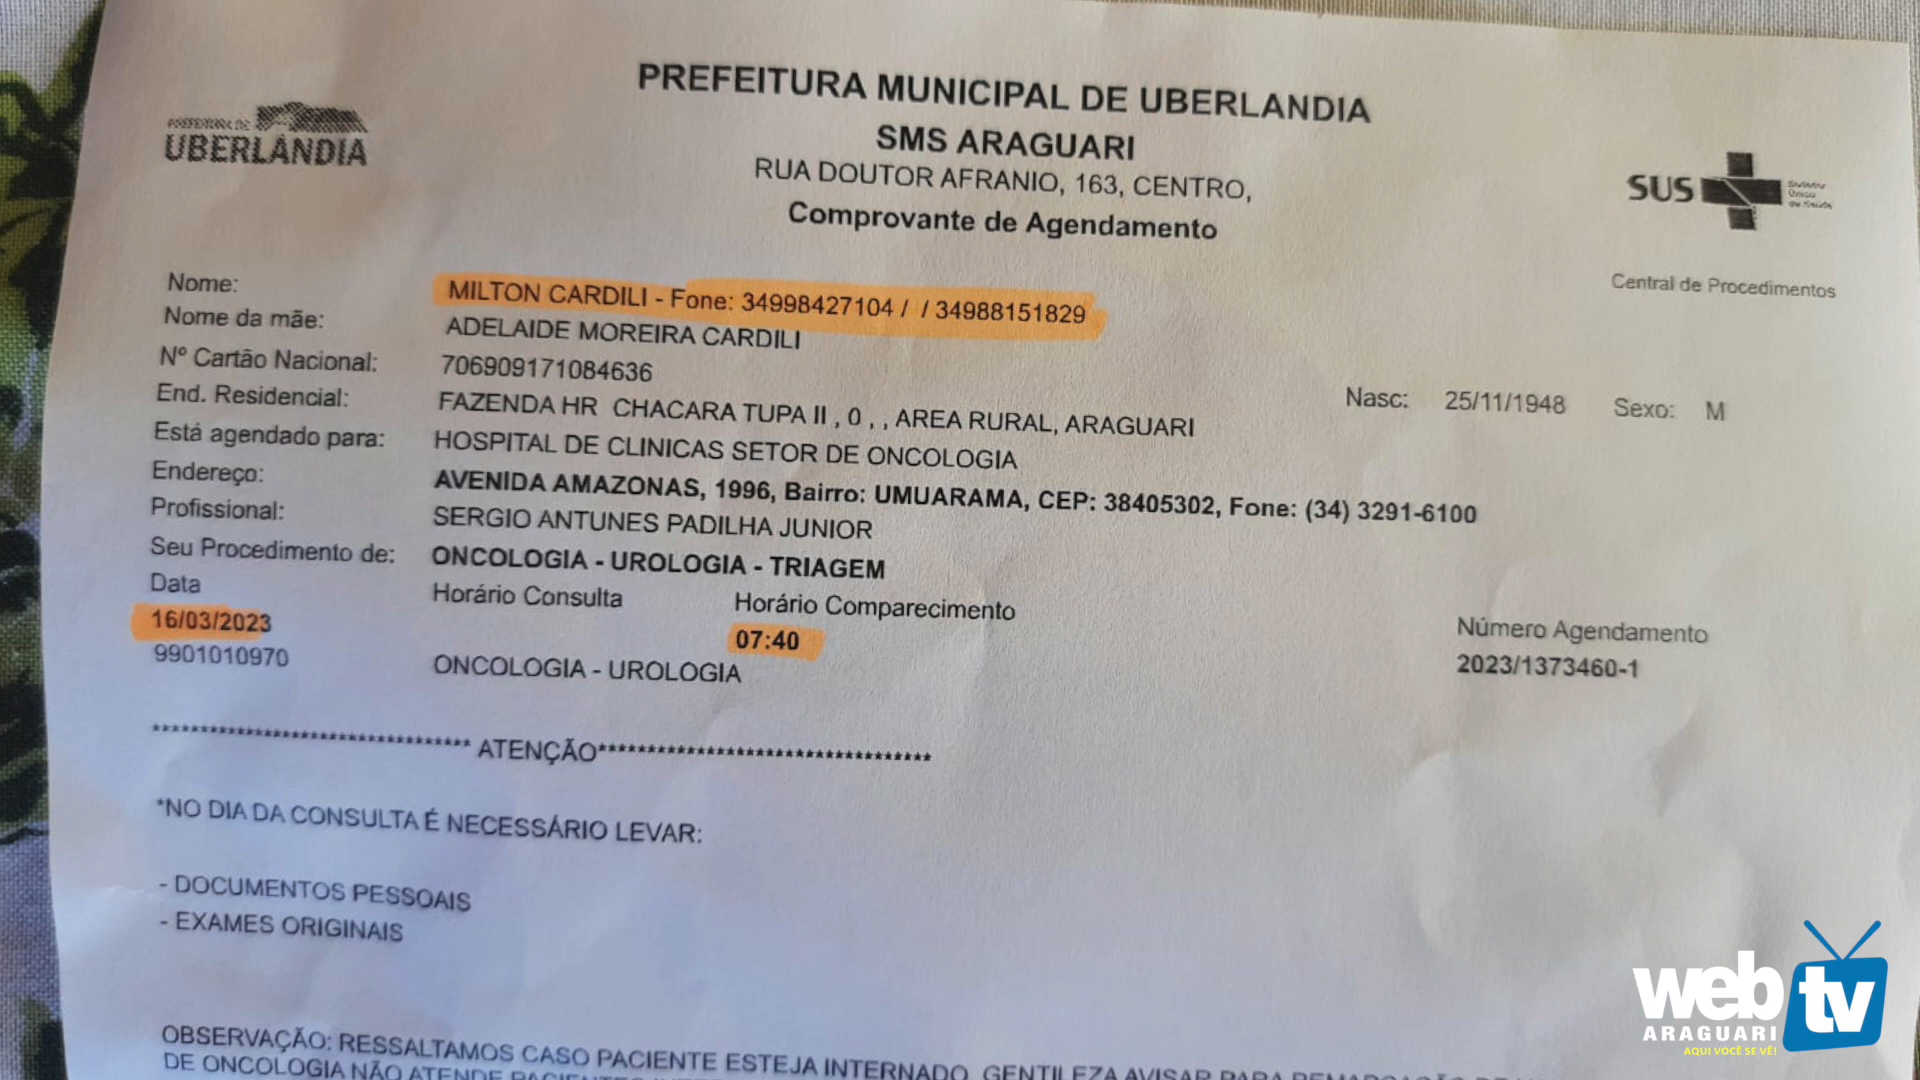 PREFEITURA MUNICIPAL DE UBERLANDIA
SMS ARAGUARI
RUA DOUTOR AFRANIO, 163, CENTRO,
Comprovante de Agendamento
PREFEITURA DE
UBERLÂNDIA
SUS
Central de Procedimentos
Nome: MILTON CARDILI - Fone: 34998427104 / / 34988151829
Nome da mãe: ADELAIDE MOREIRA CARDILI
Nº Cartão Nacional: 706909171084636
Nasc: 25/11/1948 Sexo: M
End. Residencial: FAZENDA HR CHACARA TUPA II , 0 , , AREA RURAL, ARAGUARI
Está agendado para: HOSPITAL DE CLINICAS SETOR DE ONCOLOGIA
Endereço: AVENIDA AMAZONAS, 1996, Bairro: UMUARAMA, CEP: 38405302, Fone: (34) 3291-6100
Profissional: SERGIO ANTUNES PADILHA JUNIOR
Seu Procedimento de: ONCOLOGIA - UROLOGIA - TRIAGEM
Data Horário Consulta Horário Comparecimento Número Agendamento
16/03/2023 07:40 2023/1373460-1
9901010970 ONCOLOGIA - UROLOGIA
********************************* ATENÇÃO***********************************
*NO DIA DA CONSULTA É NECESSÁRIO LEVAR:
- DOCUMENTOS PESSOAIS
- EXAMES ORIGINAIS
OBSERVAÇÃO: RESSALTAMOS CASO PACIENTE ESTEJA INTERNADO, GENTILEZA AVISAR PARA REMARCAÇÃO
DE ONCOLOGIA NÃO ATENDE
web tv
ARAGUARI
AQUI VOCÊ SE VÊ!